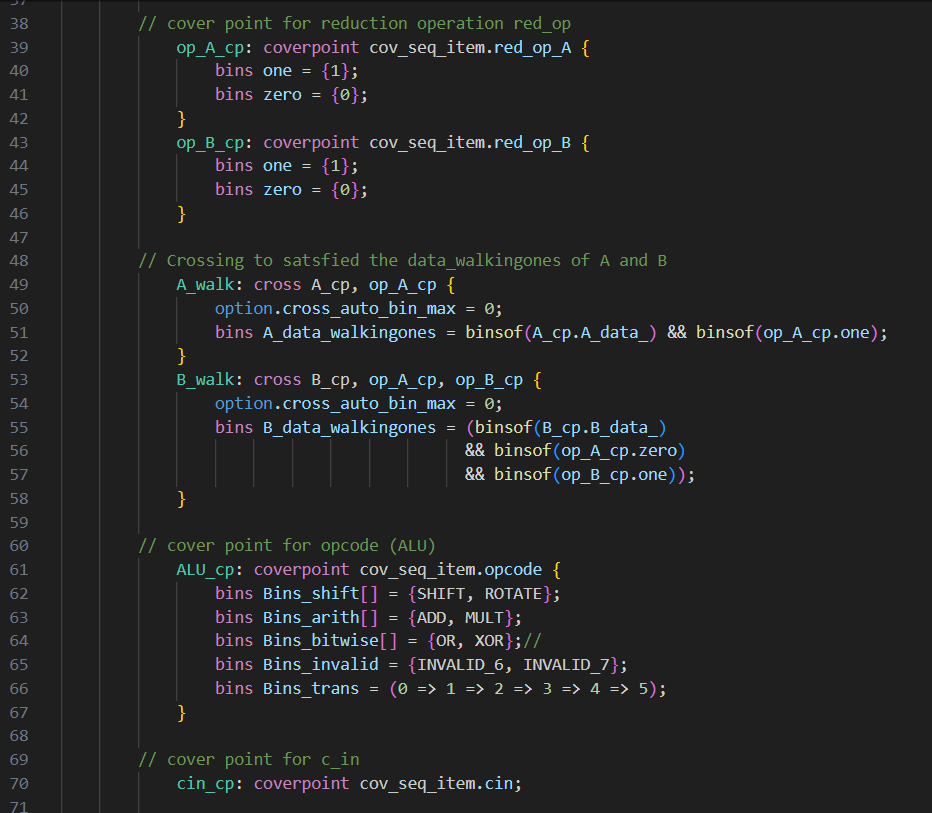 37
38 // cover point for reduction operation red_op
39 op_A_cp: coverpoint cov_seq_item.red_op_A {
40 bins one = {1};
41 bins zero = {0};
42 }
43 op_B_cp: coverpoint cov_seq_item.red_op_B {
44 bins one = {1};
45 bins zero = {0};
46 }
47
48 // Crossing to satsfied the data_walkingones of A and B
49 A_walk: cross A_cp, op_A_cp {
50 option.cross_auto_bin_max = 0;
51 bins A_data_walkingones = binsof(A_cp.A_data_) && binsof(op_A_cp.one);
52 }
53 B_walk: cross B_cp, op_A_cp, op_B_cp {
54 option.cross_auto_bin_max = 0;
55 bins B_data_walkingones = (binsof(B_cp.B_data_)
56 && binsof(op_A_cp.zero)
57 && binsof(op_B_cp.one));
58 }
59
60 // cover point for opcode (ALU)
61 ALU_cp: coverpoint cov_seq_item.opcode {
62 bins Bins_shift[] = {SHIFT, ROTATE};
63 bins Bins_arith[] = {ADD, MULT};
64 bins Bins_bitwise[] = {OR, XOR};//
65 bins Bins_invalid = {INVALID_6, INVALID_7};
66 bins Bins_trans = (0 => 1 => 2 => 3 => 4 => 5);
67 }
68
69 // cover point for c_in
70 cin_cp: coverpoint cov_seq_item.cin;
71